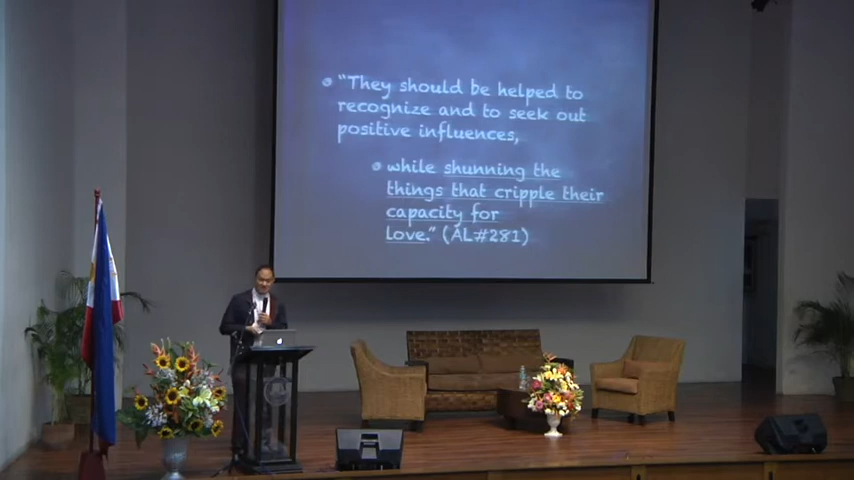 “They should be helped to
recognize and to seek out
positive influences,
while shunning the
things that cripple their
capacity for
love.” (AL#281)